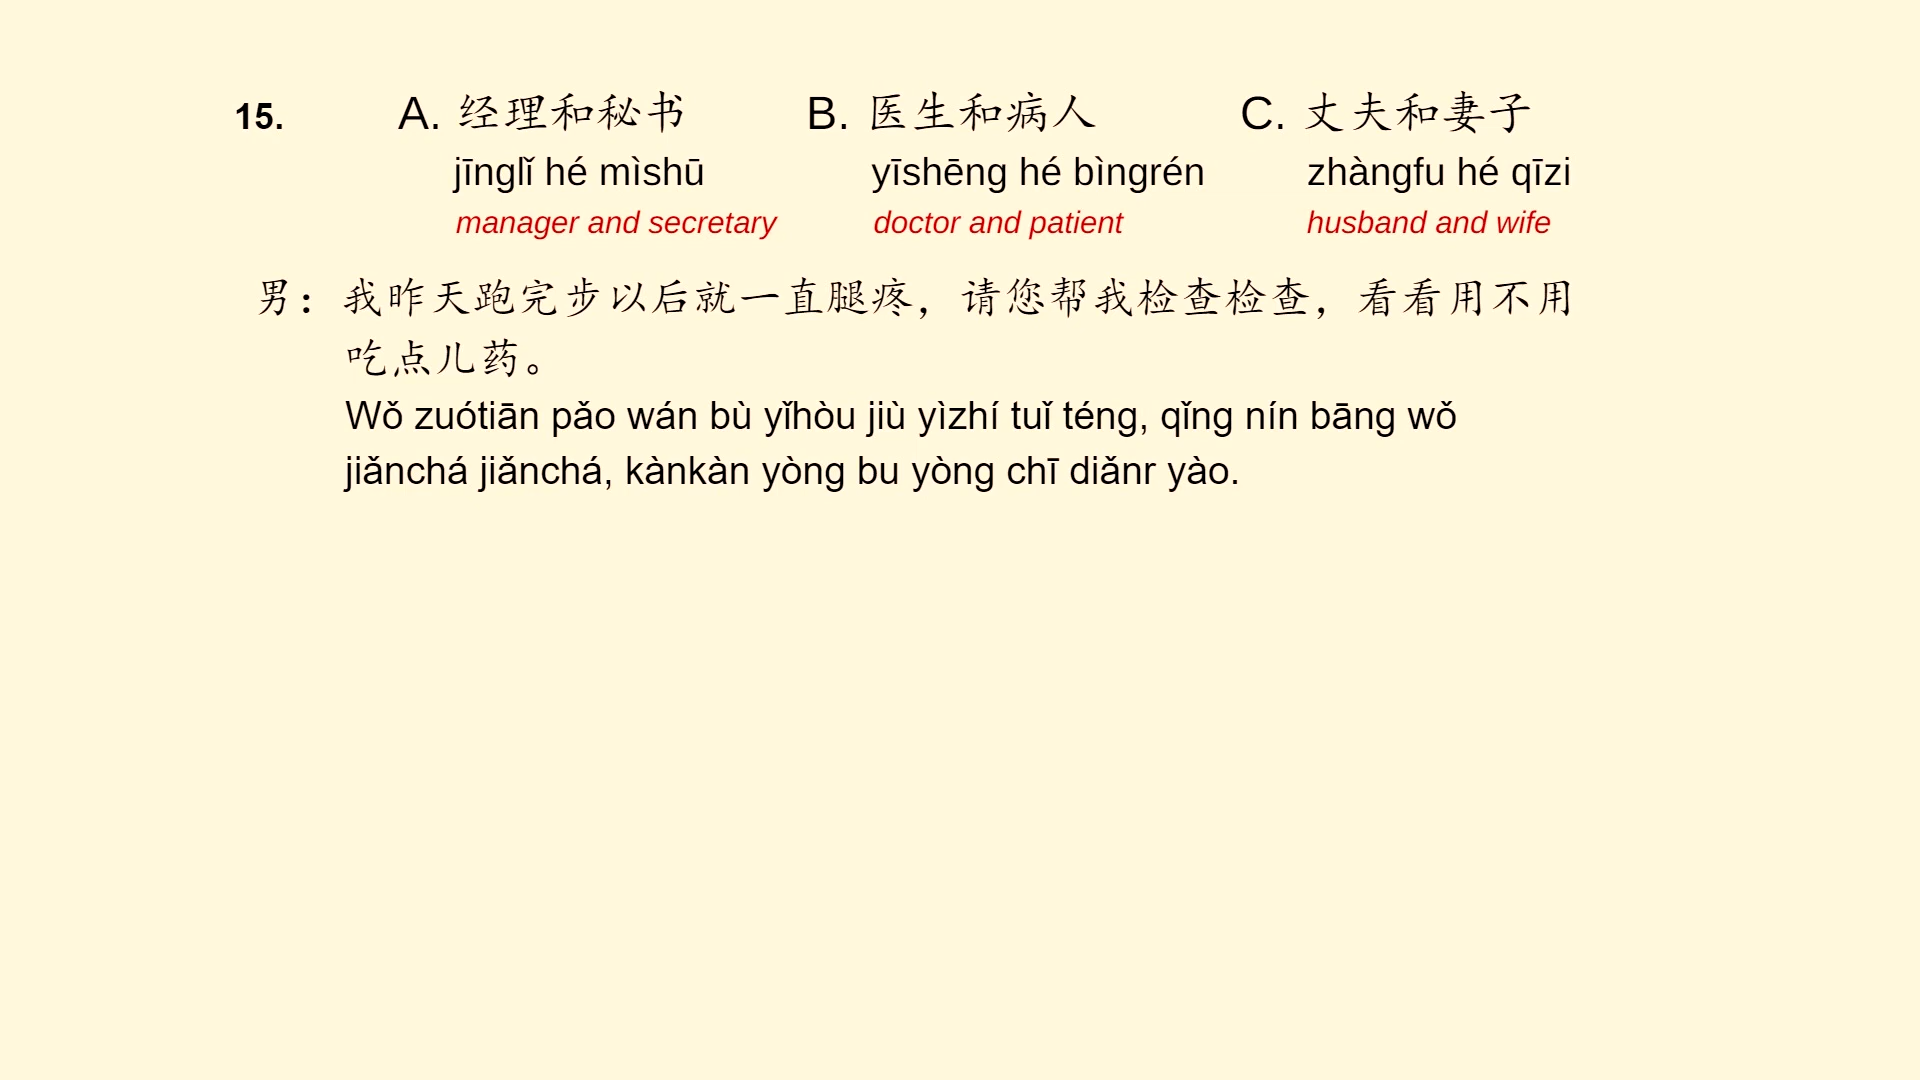 15. A. 经理和秘书 B. 医生和病人 C. 丈夫和妻子
jīnglǐ hé mìshū yīshēng hé bìngrén zhàngfu hé qīzi
manager and secretary doctor and patient husband and wife
男：我昨天跑完步以后就一直腿疼，请您帮我检查检查，看看用不用
吃点儿药。
Wǒ zuótiān pǎo wán bù yǐhòu jiù yìzhí tuǐ téng, qǐng nín bāng wǒ
jiǎnchá jiǎnchá, kànkàn yòng bu yòng chī diǎnr yào.